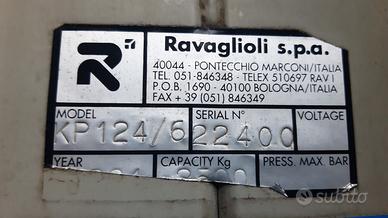 R
Ravaglioli s.p.a.
40044 - PONTECCHIO MARCONI/ITALIA
TEL. 051-846348 - TELEX 510697 RAV I
P.O.B. 1690 - 40100 BOLOGNA/ITALIA
FAX + 39 (051) 846349
MODEL SERIAL N° VOLTAGE
KP124/6 22400
YEAR CAPACITY Kg PRESS. MAX. BAR
subito